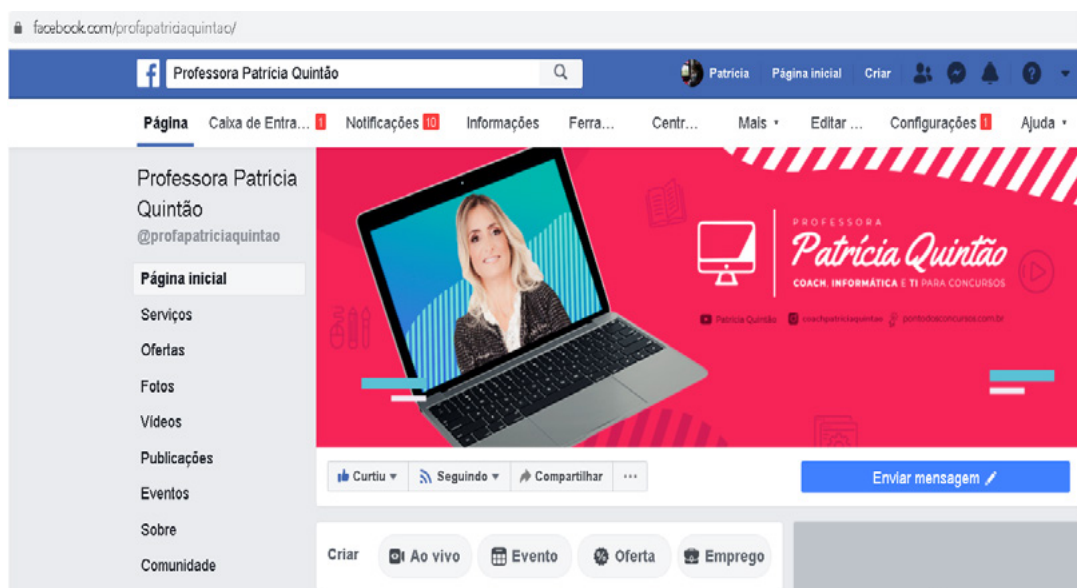 facebook.com/profapatriciaquintao/
Professora Patrícia Quintão
Patricia Página inicial Criar
Página Caixa de Entra... 1 Notificações 10 Informações Ferra... Centr... Mais Editar ... Configurações 1 Ajuda
Professora Patrícia
Quintão
@profapatriciaquintao
Página inicial
Serviços
Ofertas
Fotos
Vídeos
Publicações
Eventos
Sobre
Comunidade
PROFESSORA
Patrícia Quintão
COACH, INFORMÁTICA E TI PARA CONCURSOS
Patrícia Quintão coachpatriciaquintao pontodosconcursos.com.br
Curtiu Seguindo Compartilhar ...
Enviar mensagem
Criar Ao vivo Evento Oferta Emprego